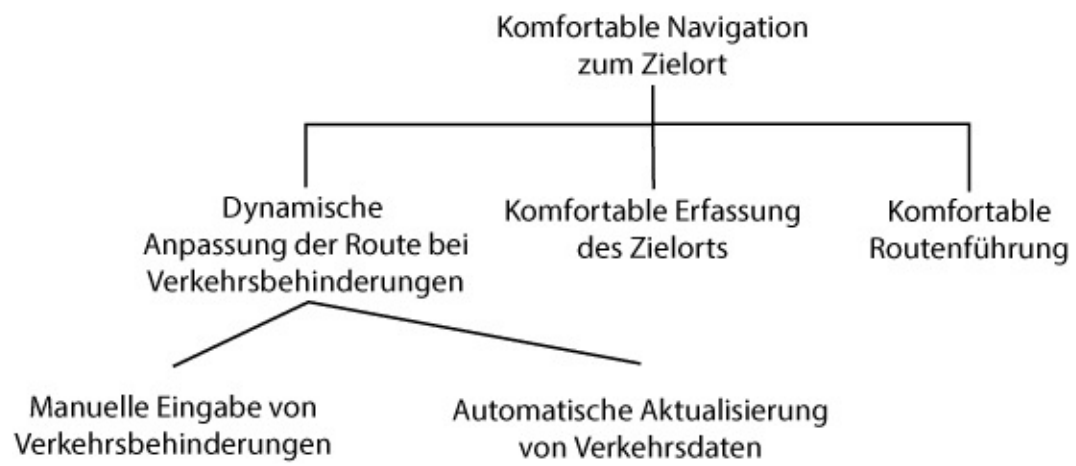 Komfortable Navigation
zum Zielort
Dynamische
Anpassung der Route bei
Verkehrsbehinderungen
Komfortable Erfassung
des Zielorts
Komfortable
Routenführung
Manuelle Eingabe von
Verkehrsbehinderungen
Automatische Aktualisierung
von Verkehrsdaten